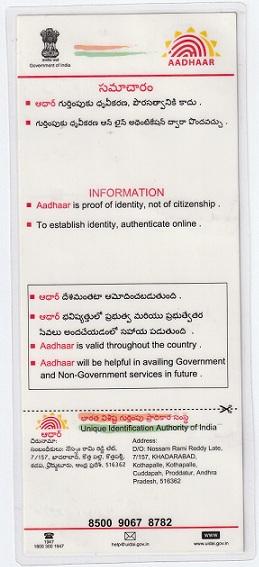 Government of India
AADHAAR
సమాచారం
ఆధార్ గుర్తింపుకు ధృవీకరణ, పౌరసత్వానికి కాదు .
గుర్తింపుకు ధృవీకరణ ఆన్ లైన్ అథెంటికేషన్ ద్వారా పొందవచ్చు .
INFORMATION
Aadhaar is proof of identity, not of citizenship .
To establish identity, authenticate online .
ఆధార్ దేశమంతటా ఆమోదించబడుతుంది .
ఆధార్ భవిష్యత్తులో ప్రభుత్వ మరియు ప్రభుత్వేతర
సేవలు అందచేయడంలో సహాయ పడుతుంది .
Aadhaar is valid throughout the country .
Aadhaar will be helpful in availing Government
and Non-Government services in future .
భారత విశిష్ట గుర్తింపు ప్రాధికార సంస్థ
Unique Identification Authority of India
ఆధార్
చిరునామా:
Address:
D/O: Nossam Rami Reddy Late,
7/157, KHADARABAD,
Kothapalle, Kothapalle,
Cuddapah, Proddatur, Andhra
Pradesh, 516362
8500 9067 8782
1947
1800 300 1947
help@uidai.gov.in
WWW
www.uidai.gov.in